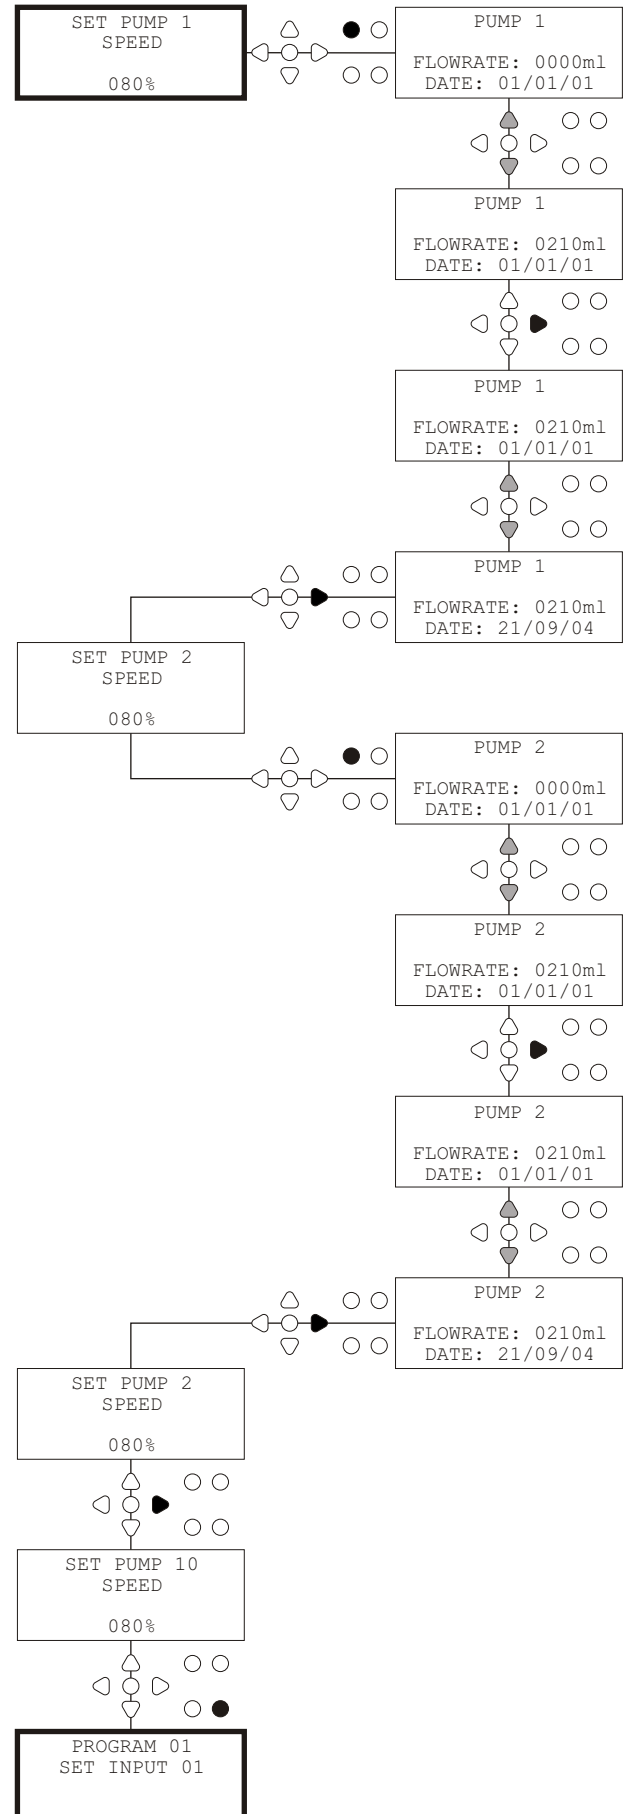 SET PUMP 1
SPEED
080%
PUMP 1
FLOWRATE: 0000ml
DATE: 01/01/01
PUMP 1
FLOWRATE: 0210ml
DATE: 01/01/01
PUMP 1
FLOWRATE: 0210ml
DATE: 01/01/01
PUMP 1
FLOWRATE: 0210ml
DATE: 21/09/04
SET PUMP 2
SPEED
080%
PUMP 2
FLOWRATE: 0000ml
DATE: 01/01/01
PUMP 2
FLOWRATE: 0210ml
DATE: 01/01/01
PUMP 2
FLOWRATE: 0210ml
DATE: 01/01/01
PUMP 2
FLOWRATE: 0210ml
DATE: 21/09/04
SET PUMP 2
SPEED
080%
SET PUMP 10
SPEED
080%
PROGRAM 01
SET INPUT 01